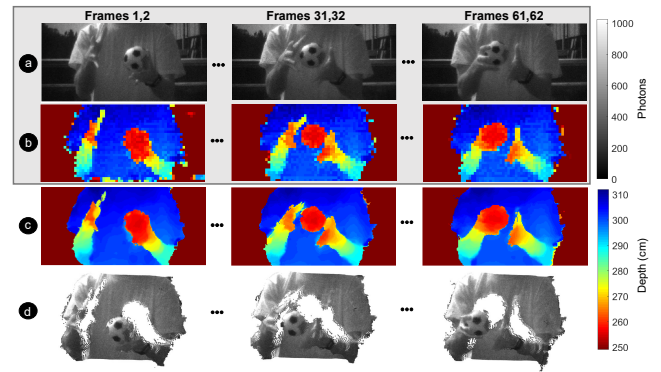 Frames 1,2 Frames 31,32 Frames 61,62
a ... ...
b ... ...
c ... ...
d ... ...
1000
800
600
400
200
0
Photons
310
300
290
280
270
260
250
Depth (cm)